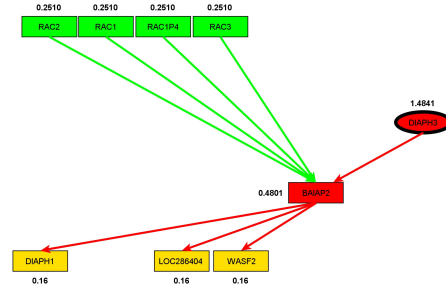 0.2510 0.2510 0.2510 0.2510
RAC2 RAC1 RAC1P4 RAC3
1.4841
DIAPH3
0.4801 BAIAP2
DIAPH1 LOC286404 WASF2
0.16 0.16 0.16